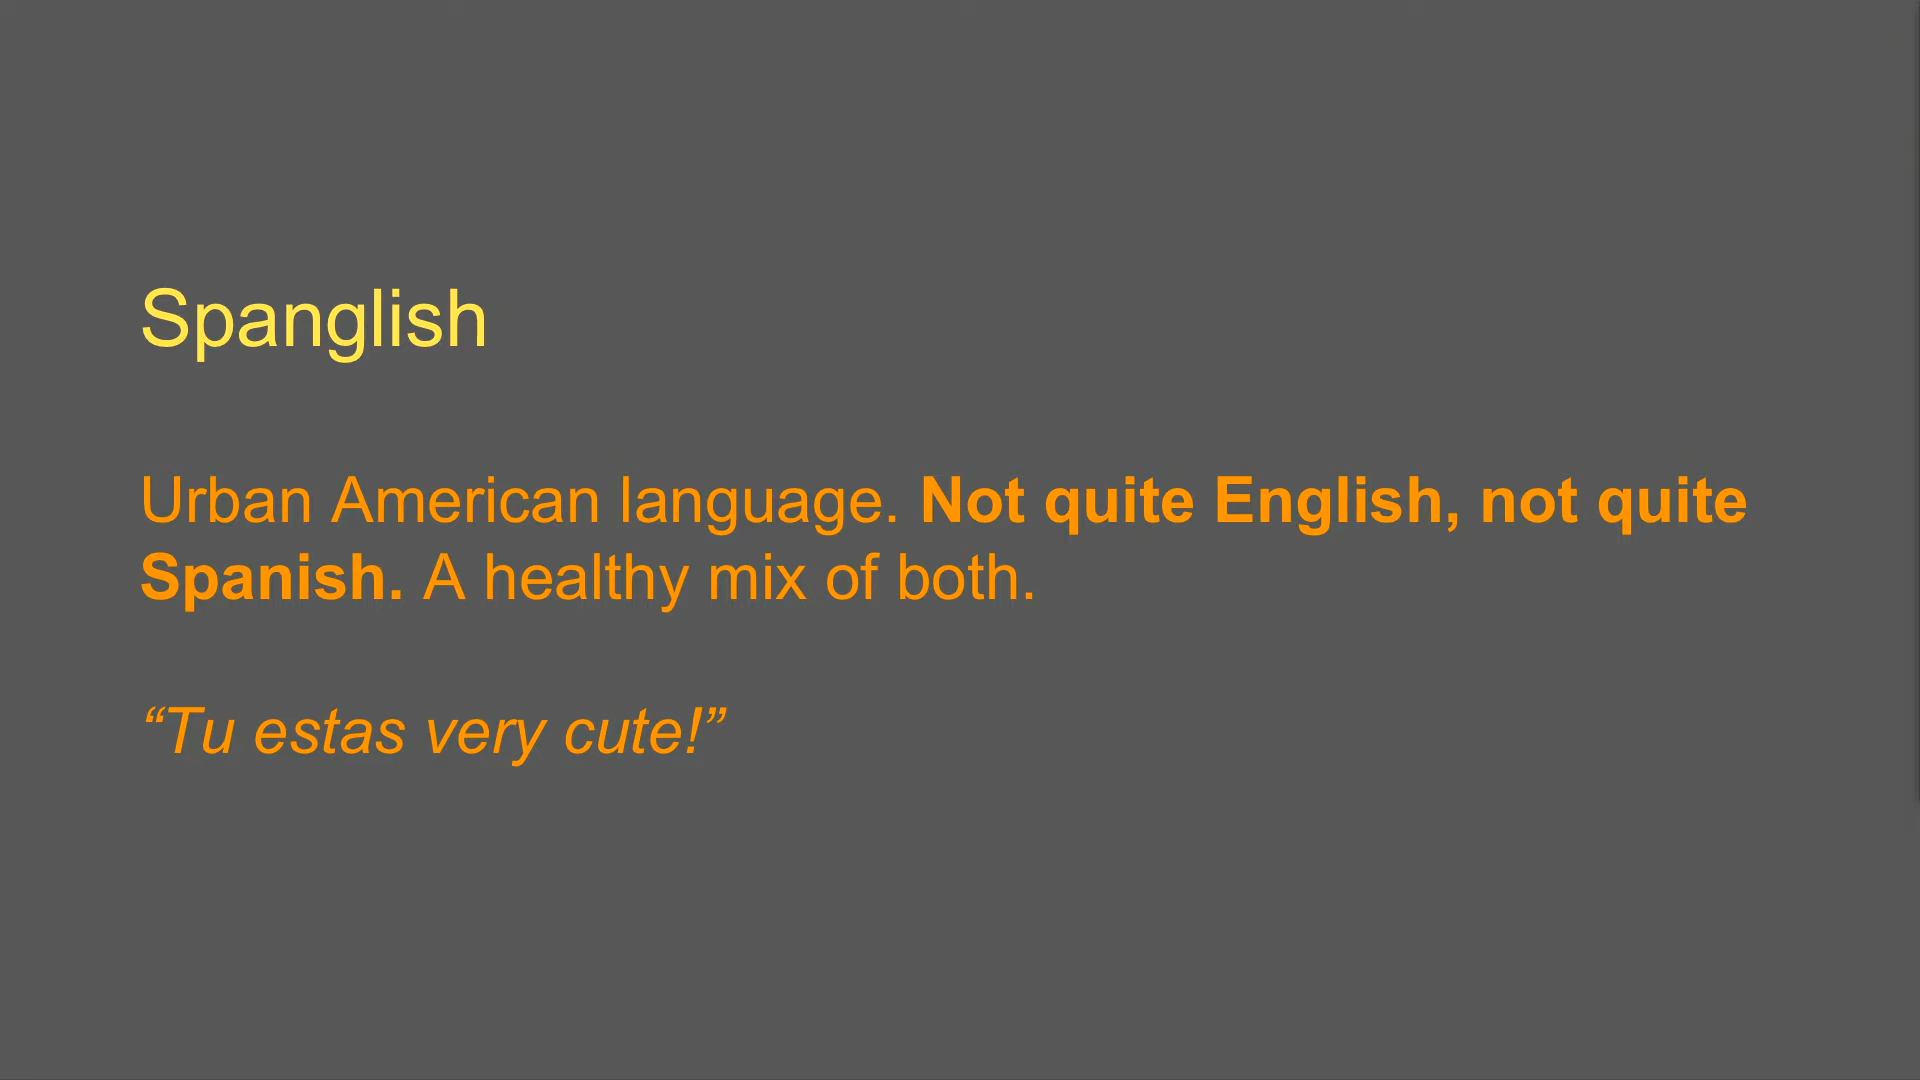 Spanglish
Urban American language. Not quite English, not quite
Spanish. A healthy mix of both.
“Tu estas very cute!”